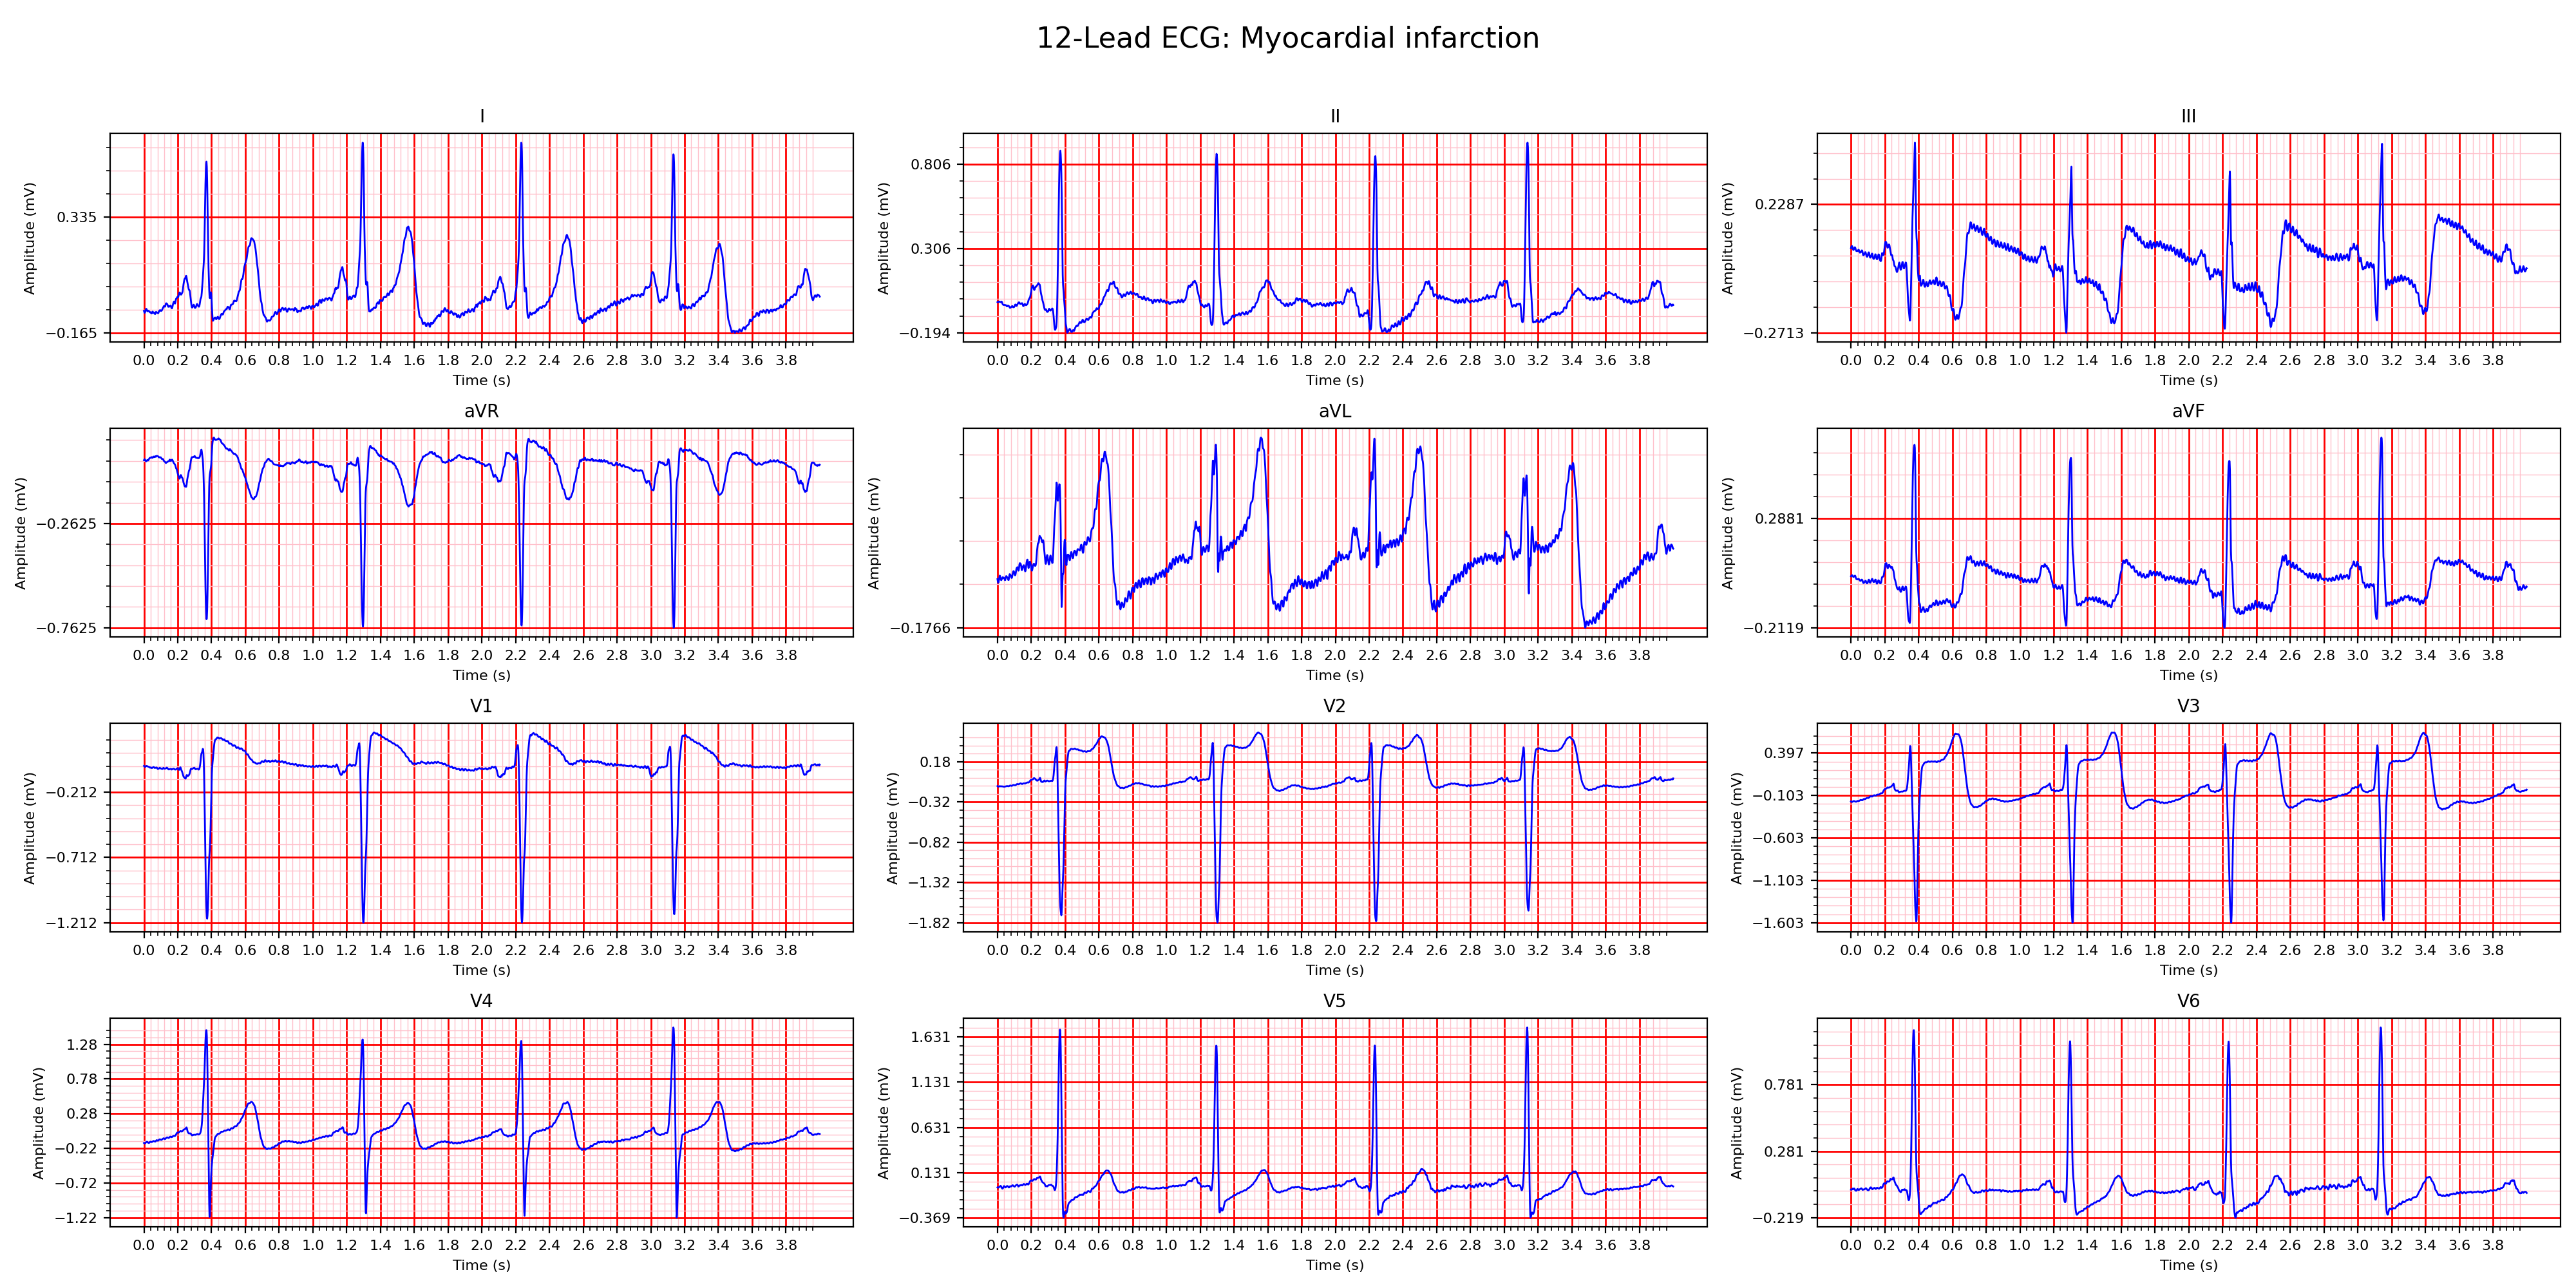 12-Lead ECG: Myocardial infarction
I
II
III
Amplitude (mV)
0.335
−0.165
0.0 0.2 0.4 0.6 0.8 1.0 1.2 1.4 1.6 1.8 2.0 2.2 2.4 2.6 2.8 3.0 3.2 3.4 3.6 3.8
Time (s)
Amplitude (mV)
0.806
0.306
−0.194
0.0 0.2 0.4 0.6 0.8 1.0 1.2 1.4 1.6 1.8 2.0 2.2 2.4 2.6 2.8 3.0 3.2 3.4 3.6 3.8
Time (s)
Amplitude (mV)
0.2287
−0.2713
0.0 0.2 0.4 0.6 0.8 1.0 1.2 1.4 1.6 1.8 2.0 2.2 2.4 2.6 2.8 3.0 3.2 3.4 3.6 3.8
Time (s)
aVR
aVL
aVF
Amplitude (mV)
−0.2625
−0.7625
0.0 0.2 0.4 0.6 0.8 1.0 1.2 1.4 1.6 1.8 2.0 2.2 2.4 2.6 2.8 3.0 3.2 3.4 3.6 3.8
Time (s)
Amplitude (mV)
−0.1766
0.0 0.2 0.4 0.6 0.8 1.0 1.2 1.4 1.6 1.8 2.0 2.2 2.4 2.6 2.8 3.0 3.2 3.4 3.6 3.8
Time (s)
Amplitude (mV)
0.2881
−0.2119
0.0 0.2 0.4 0.6 0.8 1.0 1.2 1.4 1.6 1.8 2.0 2.2 2.4 2.6 2.8 3.0 3.2 3.4 3.6 3.8
Time (s)
V1
V2
V3
Amplitude (mV)
−0.212
−0.712
−1.212
0.0 0.2 0.4 0.6 0.8 1.0 1.2 1.4 1.6 1.8 2.0 2.2 2.4 2.6 2.8 3.0 3.2 3.4 3.6 3.8
Time (s)
Amplitude (mV)
0.18
−0.32
−0.82
−1.32
−1.82
0.0 0.2 0.4 0.6 0.8 1.0 1.2 1.4 1.6 1.8 2.0 2.2 2.4 2.6 2.8 3.0 3.2 3.4 3.6 3.8
Time (s)
Amplitude (mV)
0.397
−0.103
−0.603
−1.103
−1.603
0.0 0.2 0.4 0.6 0.8 1.0 1.2 1.4 1.6 1.8 2.0 2.2 2.4 2.6 2.8 3.0 3.2 3.4 3.6 3.8
Time (s)
V4
V5
V6
Amplitude (mV)
1.28
0.78
0.28
−0.22
−0.72
−1.22
0.0 0.2 0.4 0.6 0.8 1.0 1.2 1.4 1.6 1.8 2.0 2.2 2.4 2.6 2.8 3.0 3.2 3.4 3.6 3.8
Time (s)
Amplitude (mV)
1.631
1.131
0.631
0.131
−0.369
0.0 0.2 0.4 0.6 0.8 1.0 1.2 1.4 1.6 1.8 2.0 2.2 2.4 2.6 2.8 3.0 3.2 3.4 3.6 3.8
Time (s)
Amplitude (mV)
0.781
0.281
−0.219
0.0 0.2 0.4 0.6 0.8 1.0 1.2 1.4 1.6 1.8 2.0 2.2 2.4 2.6 2.8 3.0 3.2 3.4 3.6 3.8
Time (s)